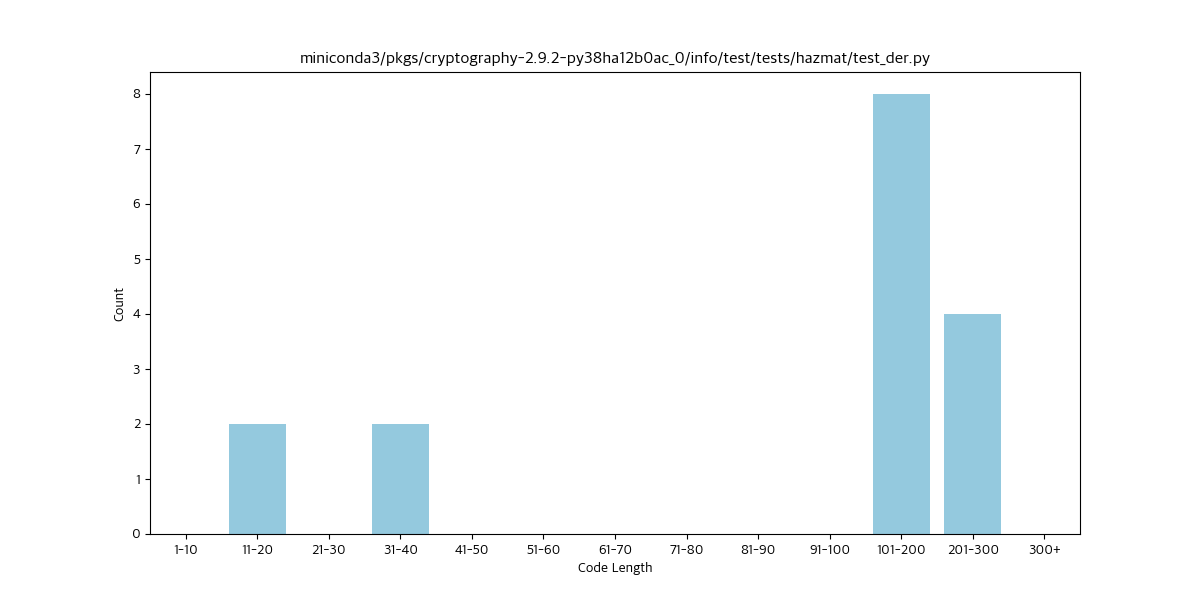 miniconda3/pkgs/cryptography-2.9.2-py38ha12b0ac_0/info/test/tests/hazmat/test_der.py
8
7
6
5
4
3
2
1
0
Count
1-10 11-20 21-30 31-40 41-50 51-60 61-70 71-80 81-90 91-100 101-200 201-300 300+
Code Length